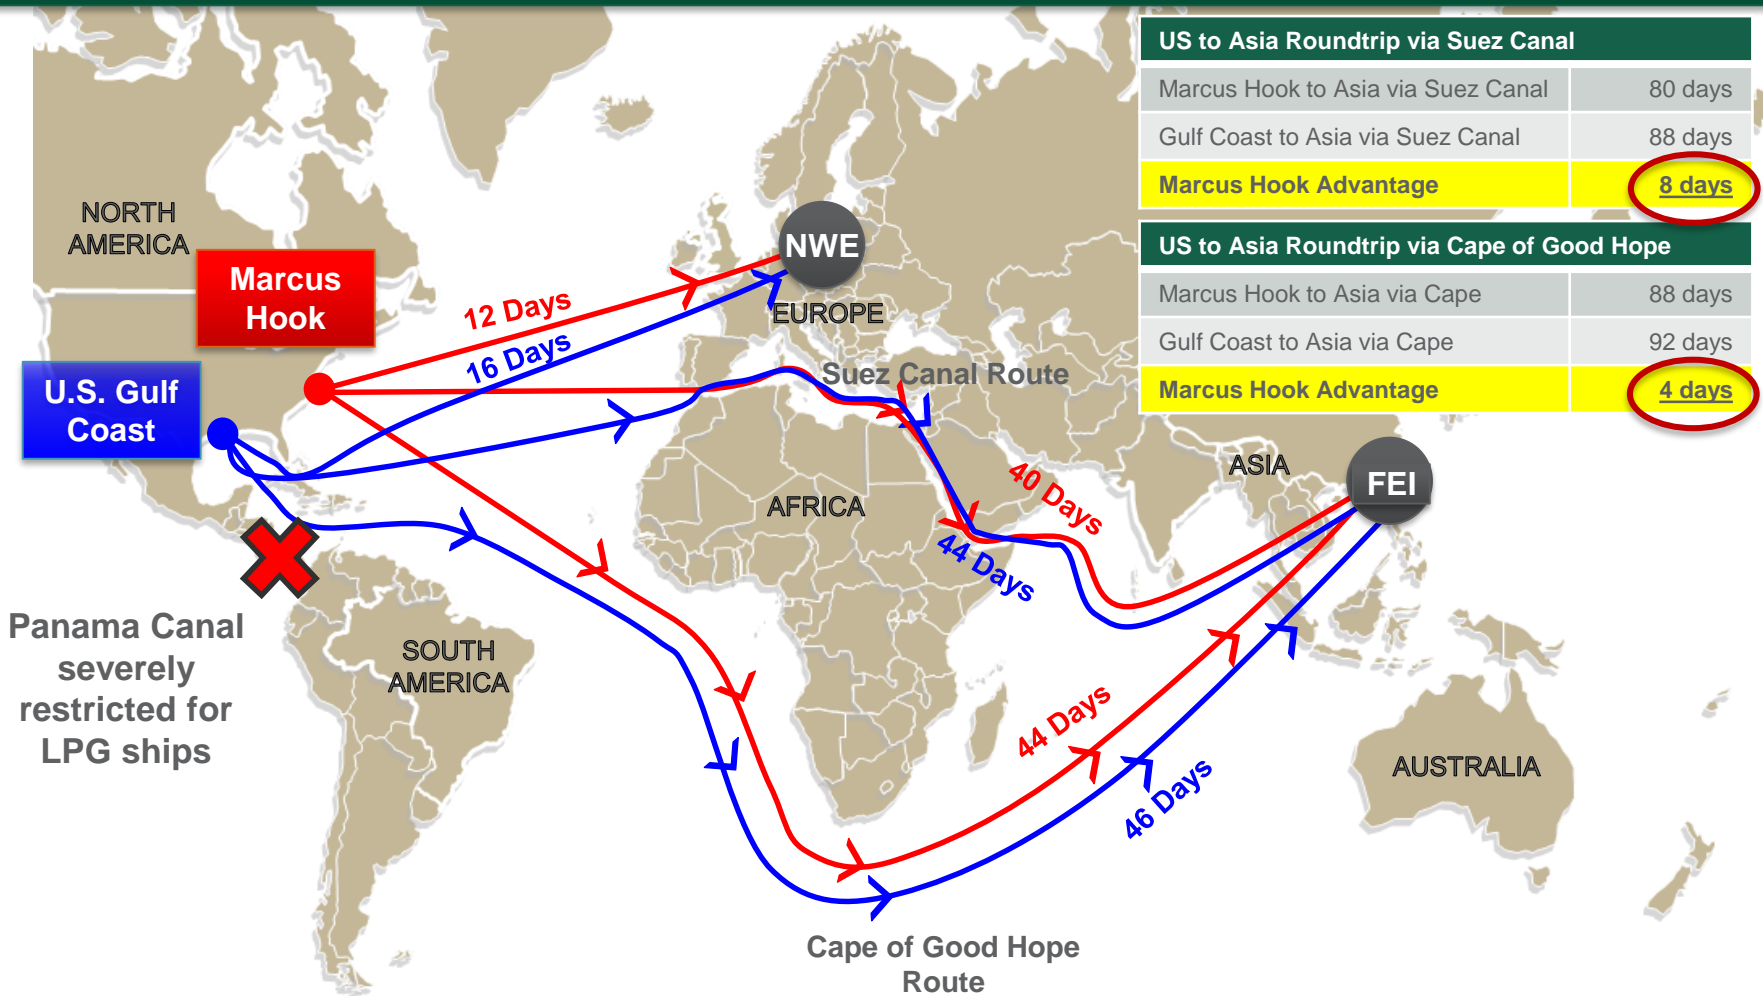 US to Asia Roundtrip via Suez Canal
Marcus Hook to Asia via Suez Canal 80 days
Gulf Coast to Asia via Suez Canal 88 days
Marcus Hook Advantage 8 days
US to Asia Roundtrip via Cape of Good Hope
Marcus Hook to Asia via Cape 88 days
Gulf Coast to Asia via Cape 92 days
Marcus Hook Advantage 4 days
NORTH
AMERICA
Marcus
Hook
U.S. Gulf
Coast
12 Days
16 Days
NWE
EUROPE
Suez Canal Route
ASIA
FEI
40 Days
44 Days
AFRICA
Panama Canal
severely
restricted for
LPG ships
SOUTH
AMERICA
44 Days
46 Days
AUSTRALIA
Cape of Good Hope
Route